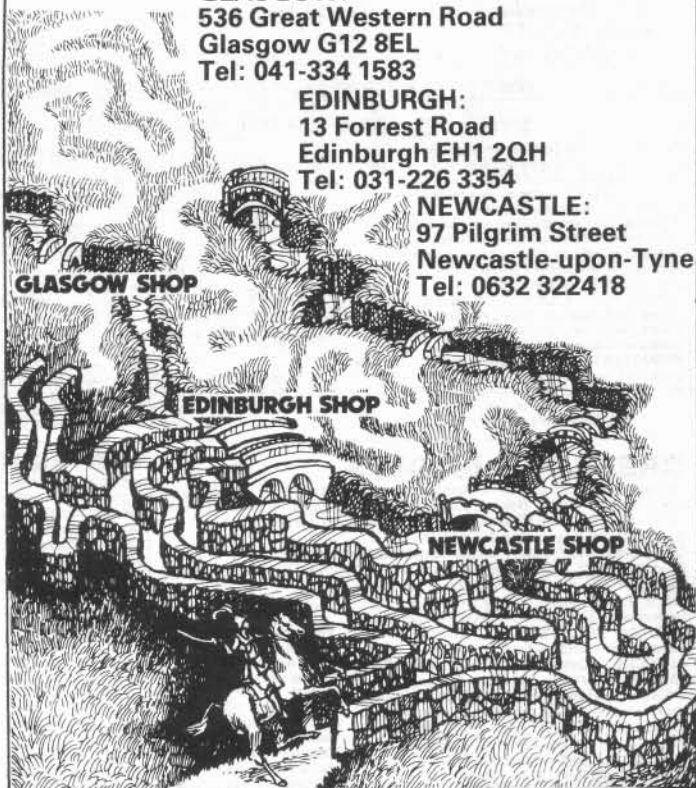 536 Great Western Road
Glasgow G12 8EL
Tel: 041-334 1583
EDINBURGH:
13 Forrest Road
Edinburgh EH1 2QH
Tel: 031-226 3354
NEWCASTLE:
97 Pilgrim Street
Newcastle-upon-Tyne
Tel: 0632 322418
GLASGOW SHOP
EDINBURGH SHOP
NEWCASTLE SHOP